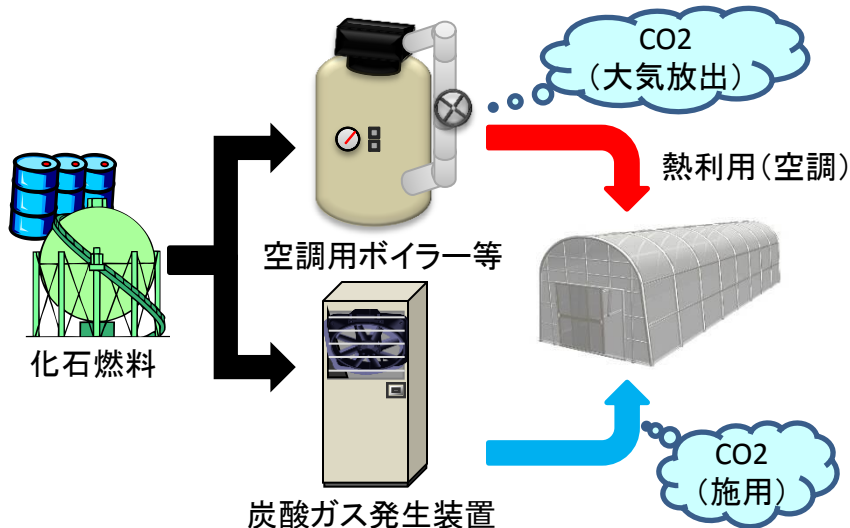 CO2
（大気放出）
熱利用（空調）
空調用ボイラー等
化石燃料
CO2
（施用）
炭酸ガス発生装置